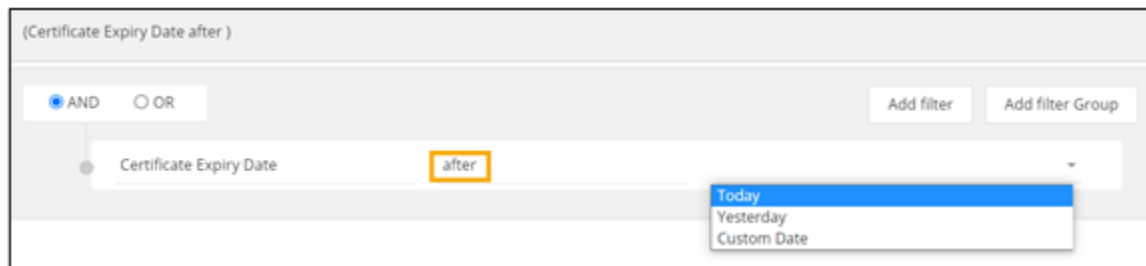 (Certificate Expiry Date after )
AND OR Add filter Add filter Group
Certificate Expiry Date after
Today
Yesterday
Custom Date